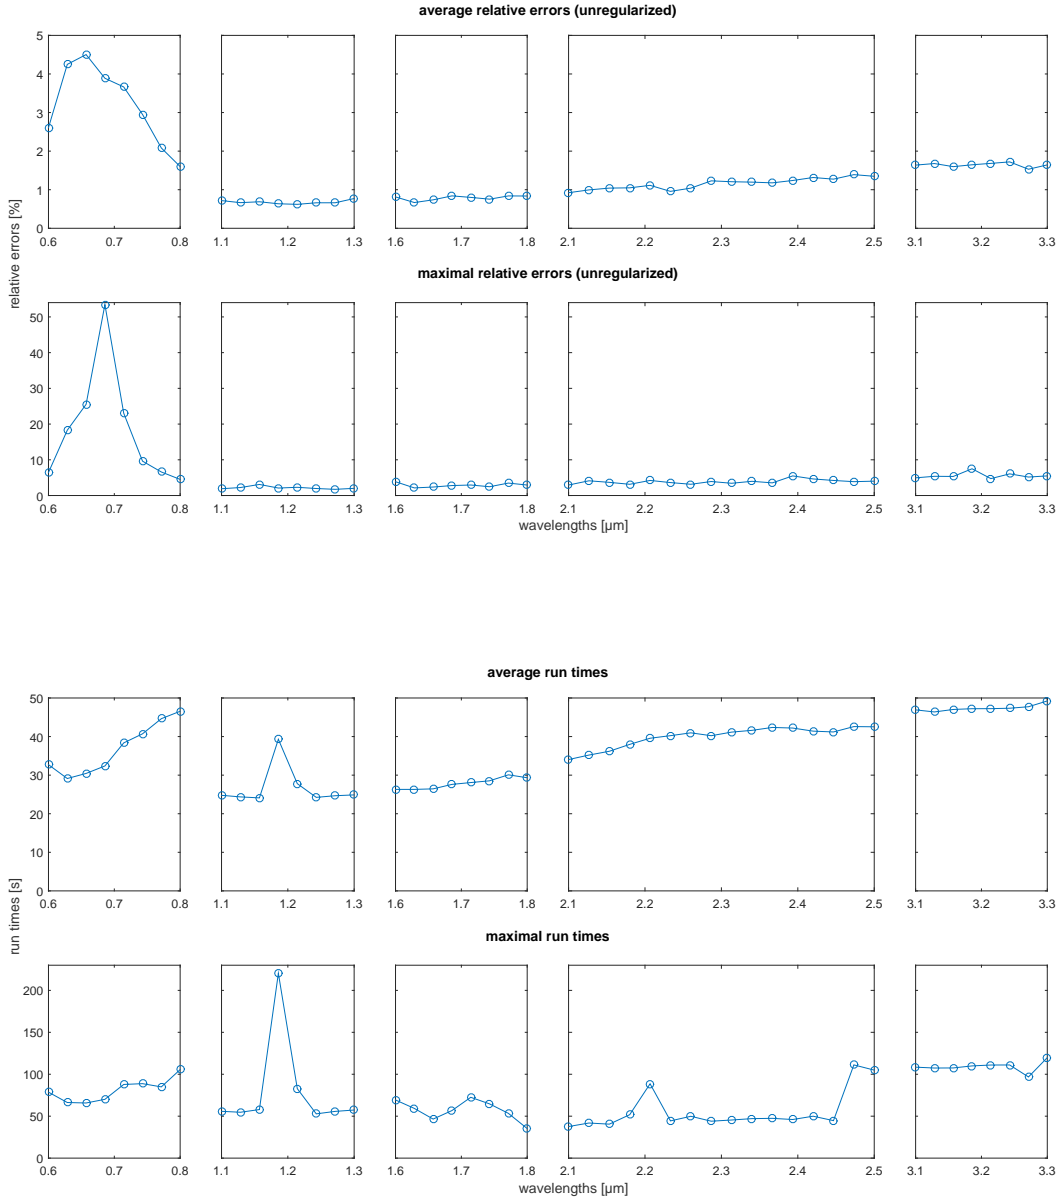 average relative errors (unregularized)
5
4
3
2
1
0
0.6 0.7 0.8 1.1 1.2 1.3 1.6 1.7 1.8 2.1 2.2 2.3 2.4 2.5 3.1 3.2 3.3
relative errors [%]
maximal relative errors (unregularized)
50
40
30
20
10
0
0.6 0.7 0.8 1.1 1.2 1.3 1.6 1.7 1.8 2.1 2.2 2.3 2.4 2.5 3.1 3.2 3.3
wavelengths [µm]
average run times
50
40
30
20
10
0
0.6 0.7 0.8 1.1 1.2 1.3 1.6 1.7 1.8 2.1 2.2 2.3 2.4 2.5 3.1 3.2 3.3
run times [s]
maximal run times
200
150
100
50
0
0.6 0.7 0.8 1.1 1.2 1.3 1.6 1.7 1.8 2.1 2.2 2.3 2.4 2.5 3.1 3.2 3.3
wavelengths [µm]